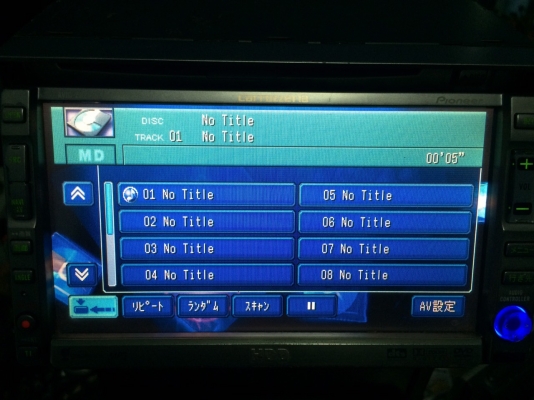 Pioneer
DISC No Title
TRACK 01 No Title
MD
00'05"
01 No Title
02 No Title
03 No Title
04 No Title
05 No Title
06 No Title
07 No Title
08 No Title
ﾘﾋﾟｰﾄ
ﾗﾝﾀﾞﾑ
ｽｷｬﾝ
AV設定
HDD